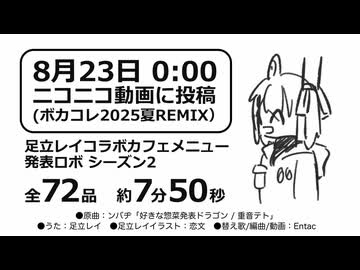 8月23日 0:00
ニコニコ動画に投稿
(ボカコレ2025夏REMIX)
足立レイコラボカフェメニュー
発表ロボ シーズン2
全72品 約7分50秒
●原曲：ンバヂ「好きな惣菜発表ドラゴン / 重音テト」
●うた：足立レイ ●足立レイイラスト：恋文 ●替え歌/編曲/動画：Entac